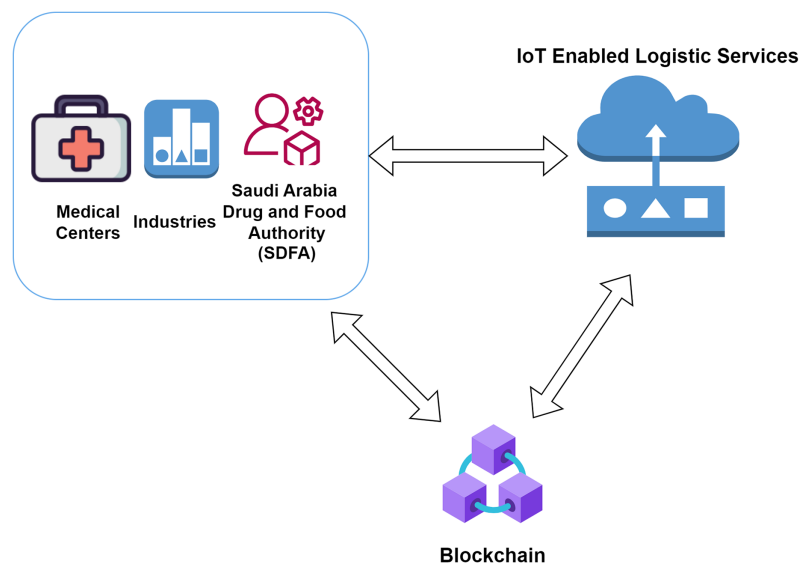 IoT Enabled Logistic Services
Medical
Centers
Industries
Saudi Arabia
Drug and Food
Authority
(SDFA)
Blockchain